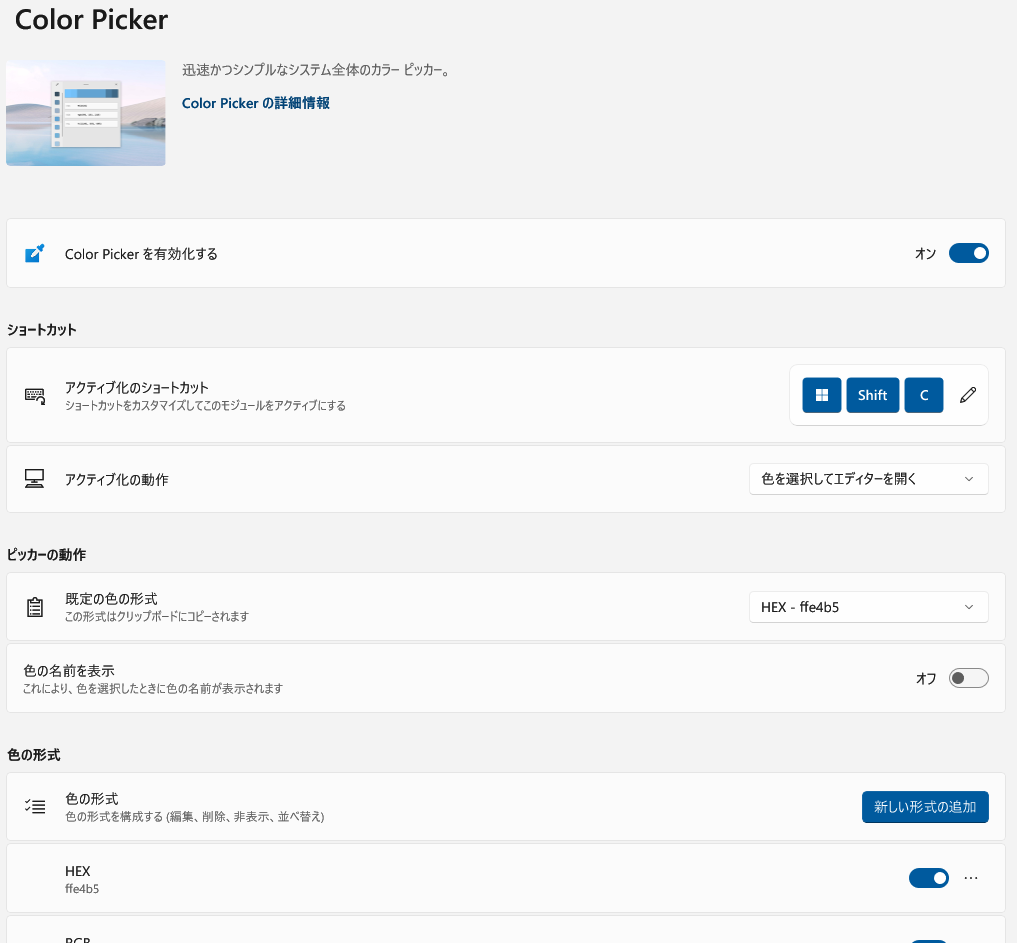 Color Picker
迅速かつシンプルなシステム全体のカラー ピッカー。
Color Picker の詳細情報
Color Picker を有効化する
オン
ショートカット
アクティブ化のショートカット
ショートカットをカスタマイズしてこのモジュールをアクティブにする
Shift
C
アクティブ化の動作
色を選択してエディターを開く
ピッカーの動作
既定の色の形式
この形式はクリップボードにコピーされます
HEX - ffe4b5
色の名前を表示
これにより、色を選択したときに色の名前が表示されます
オフ
色の形式
色の形式
色の形式を構成する (編集、削除、非表示、並べ替え)
新しい形式の追加
HEX
ffe4b5
RGB